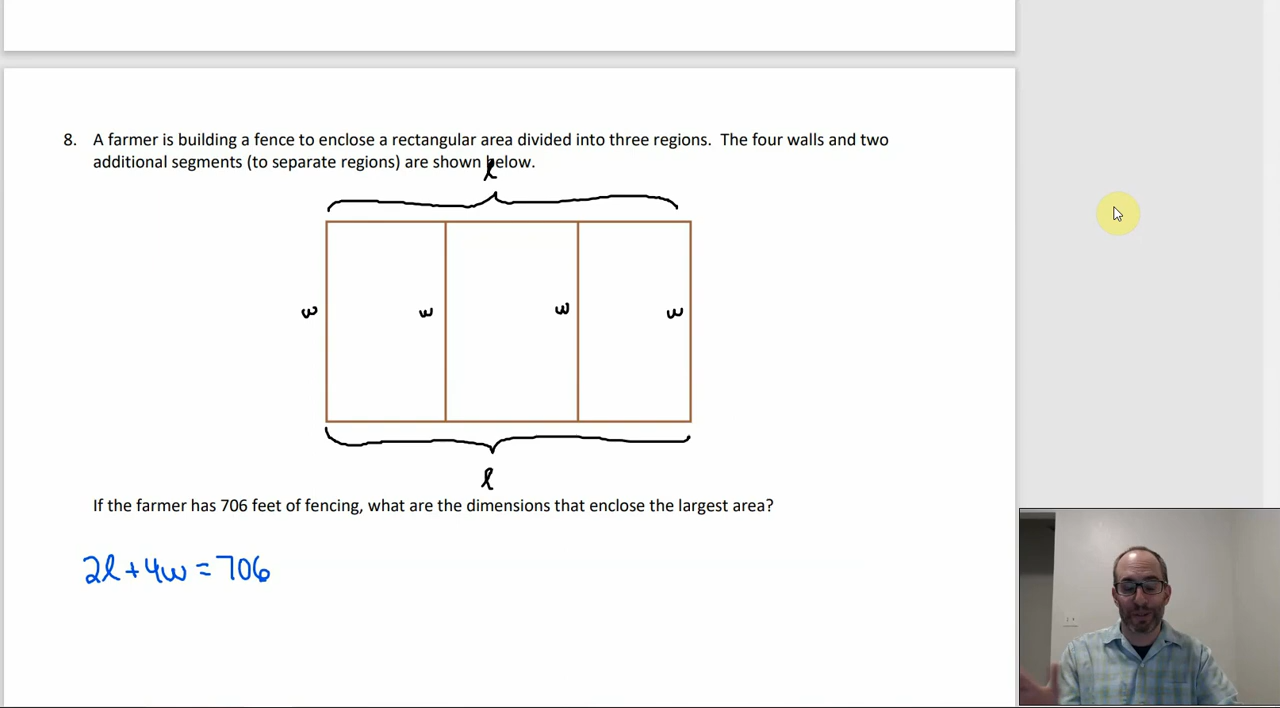 8. A farmer is building a fence to enclose a rectangular area divided into three regions. The four walls and two
additional segments (to separate regions) are shown below.
l
w w w w
l
If the farmer has 706 feet of fencing, what are the dimensions that enclose the largest area?
2l + 4w = 706